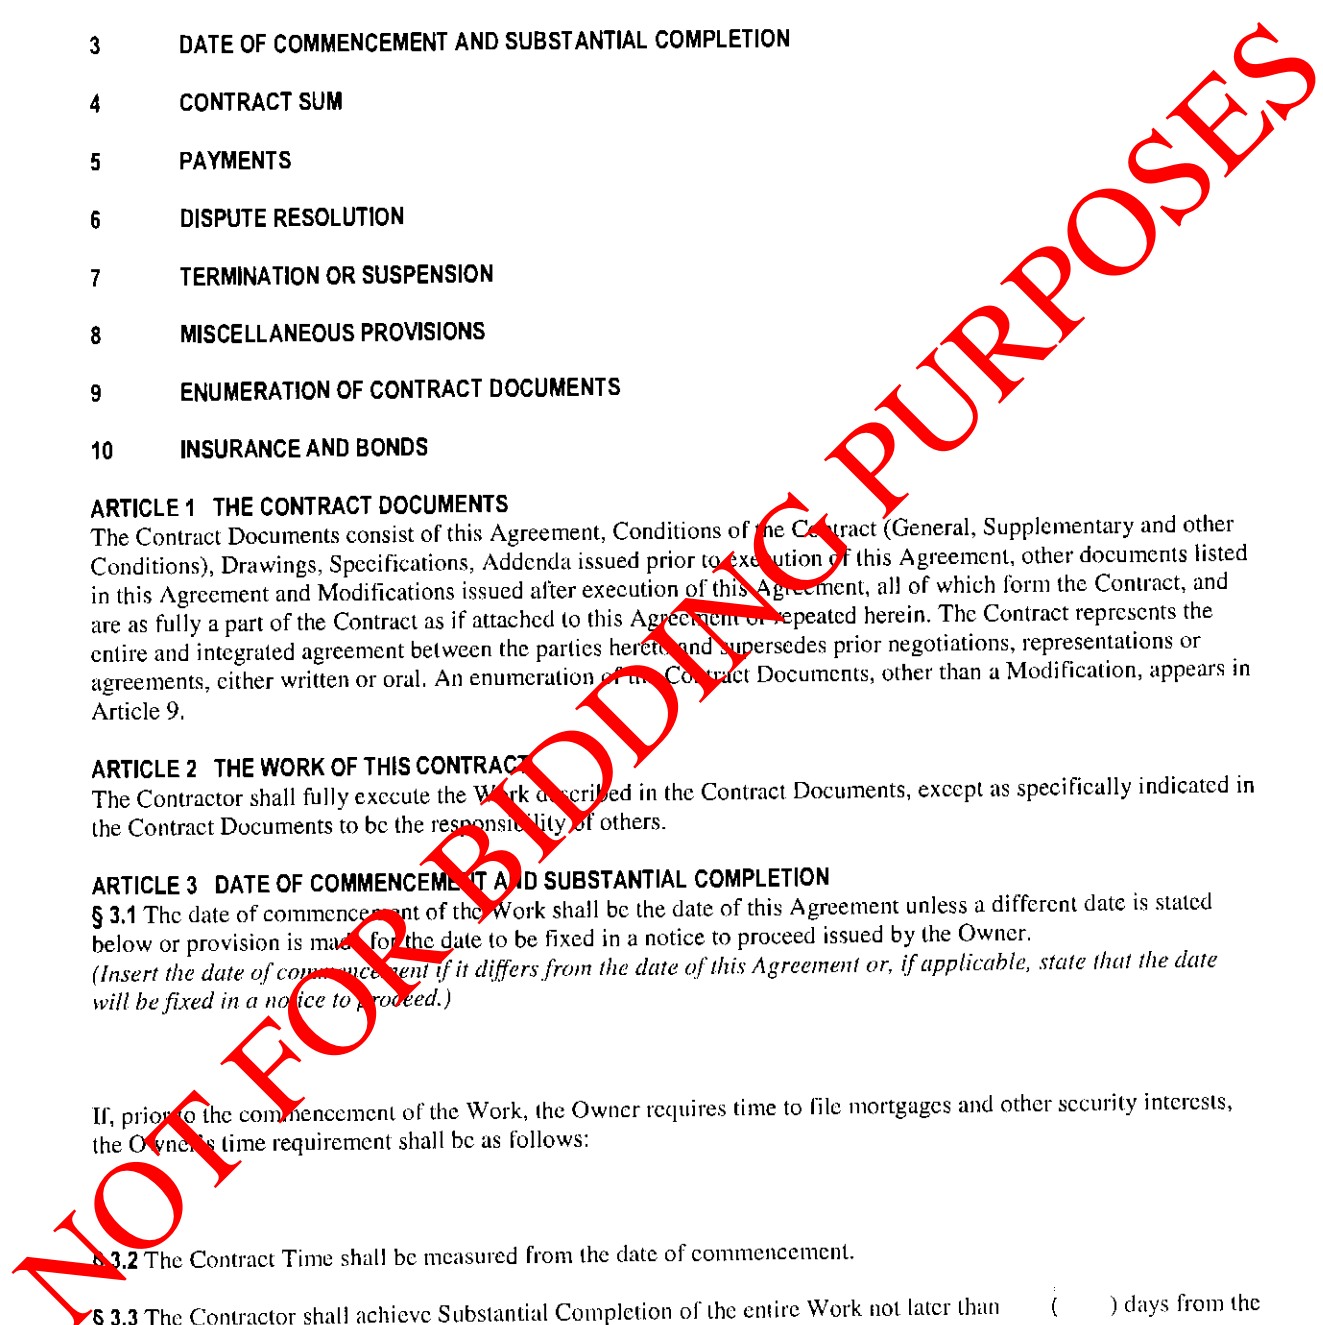 3 DATE OF COMMENCEMENT AND SUBSTANTIAL COMPLETION
4 CONTRACT SUM
5 PAYMENTS
6 DISPUTE RESOLUTION
7 TERMINATION OR SUSPENSION
8 MISCELLANEOUS PROVISIONS
9 ENUMERATION OF CONTRACT DOCUMENTS
10 INSURANCE AND BONDS
ARTICLE 1 THE CONTRACT DOCUMENTS
The Contract Documents consist of this Agreement, Conditions of the Contract (General, Supplementary and other
Conditions), Drawings, Specifications, Addenda issued prior to execution of this Agreement, other documents listed
in this Agreement and Modifications issued after execution of this Agreement, all of which form the Contract, and
are as fully a part of the Contract as if attached to this Agreement or repeated herein. The Contract represents the
entire and integrated agreement between the parties hereto and supersedes prior negotiations, representations or
agreements, either written or oral. An enumeration of the Contract Documents, other than a Modification, appears in
Article 9.
ARTICLE 2 THE WORK OF THIS CONTRACT
The Contractor shall fully execute the Work described in the Contract Documents, except as specifically indicated in
the Contract Documents to be the responsibility of others.
ARTICLE 3 DATE OF COMMENCEMENT AND SUBSTANTIAL COMPLETION
§ 3.1 The date of commencement of the Work shall be the date of this Agreement unless a different date is stated
below or provision is made for the date to be fixed in a notice to proceed issued by the Owner.
(Insert the date of commencement if it differs from the date of this Agreement or, if applicable, state that the date
will be fixed in a notice to proceed.)
If, prior to the commencement of the Work, the Owner requires time to file mortgages and other security interests,
the Owner's time requirement shall be as follows:
§ 3.2 The Contract Time shall be measured from the date of commencement.
§ 3.3 The Contractor shall achieve Substantial Completion of the entire Work not later than ( ) days from the
NOT FOR BIDDING PURPOSES